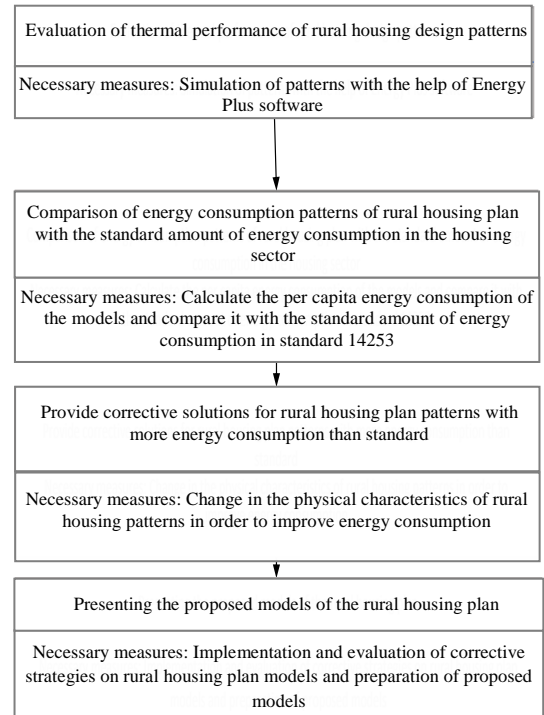 Evaluation of thermal performance of rural housing design patterns
Necessary measures: Simulation of patterns with the help of Energy
Plus software
Comparison of energy consumption patterns of rural housing plan
with the standard amount of energy consumption in the housing
sector
Necessary measures: Calculate the per capita energy consumption of
the models and compare it with the standard amount of energy
consumption in standard 14253
Provide corrective solutions for rural housing plan patterns with
more energy consumption than standard
Necessary measures: Change in the physical characteristics of rural
housing patterns in order to improve energy consumption
Presenting the proposed models of the rural housing plan
Necessary measures: Implementation and evaluation of corrective
strategies on rural housing plan models and preparation of proposed
models